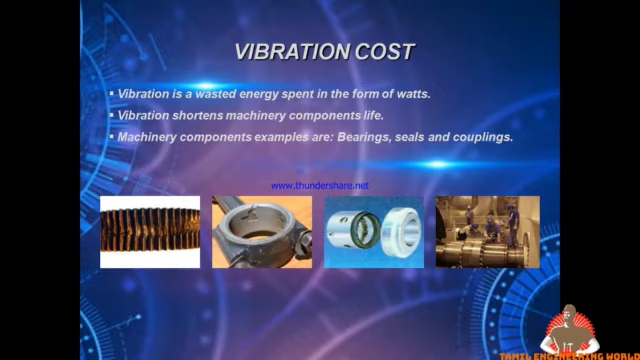 VIBRATION COST
▪ Vibration is a wasted energy spent in the form of watts.
▪ Vibration shortens machinery components life.
▪ Machinery components examples are: Bearings, seals and couplings.
www.thundershare.net
IT
TAMIL ENGINEERING WORLD